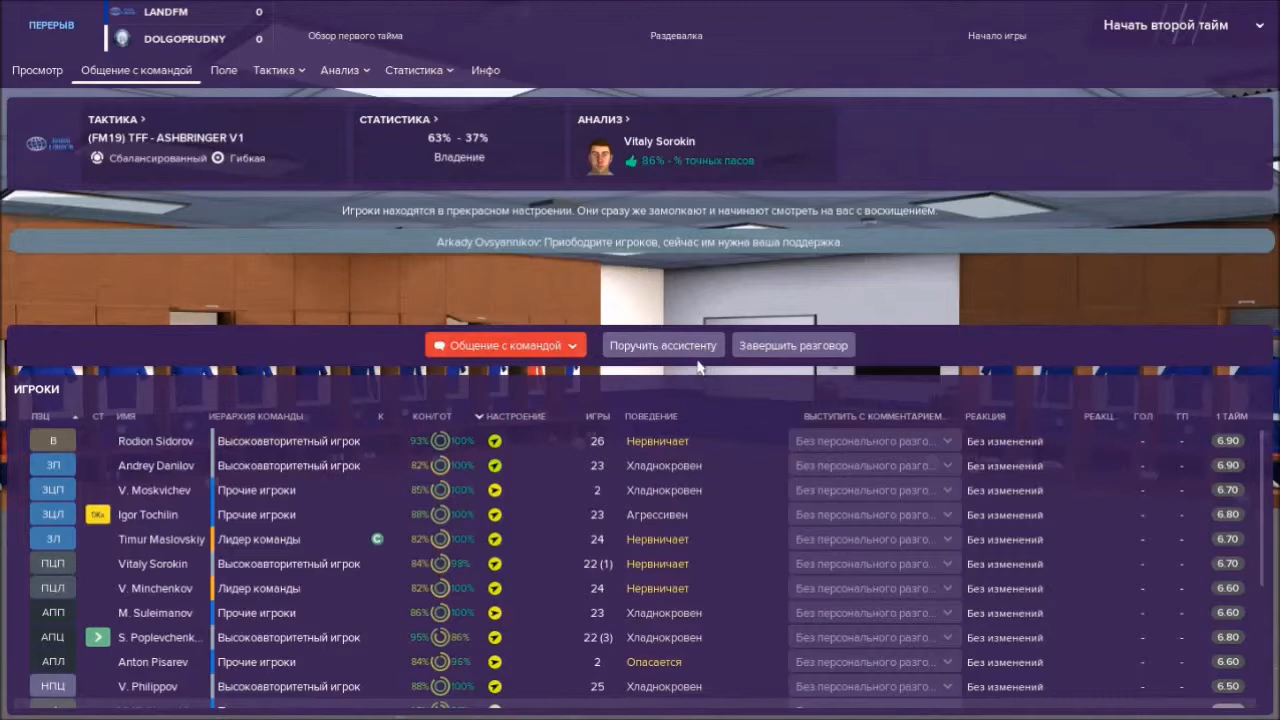 ПЕРЕРЫВ
LANDFM 0
DOLGOPRUDNY 0
Обзор первого тайма Раздевалка Начало игры
Начать второй тайм
Просмотр Общение с командой Поле Тактика Анализ Статистика Инфо
ТАКТИКА >
(FM19) TFF - ASHBRINGER V1
Сбалансированный Гибкая
СТАТИСТИКА >
63% - 37%
Владение
АНАЛИЗ >
Vitaly Sorokin
86% - % точных пасов
Игроки находятся в прекрасном настроении. Они сразу же замолкают и начинают смотреть на вас с восхищением.
Arkady Ovsyannikov: Приободрите игроков, сейчас им нужна ваша поддержка
Общение с командой Поручить ассистенту Завершить разговор
ИГРОКИ
ПЗЦ СТ ИМЯ ИЕРАРХИЯ КОМАНДЫ К КОН/ГОТ НАСТРОЕНИЕ ИГРЫ ПОВЕДЕНИЕ ВЫСТУПИТЬ С КОММЕНТАРИЕМ... РЕАКЦИЯ РЕАКЦ. ГОЛ ГП 1 ТАЙМ
В Rodion Sidorov Высокоавторитетный игрок 93% 100% 26 Нервничает Без персонального разго... Без изменений - - 6.90
ЗП Andrey Danilov Высокоавторитетный игрок 82% 100% 23 Хладнокровен Без персонального разго... Без изменений - - 6.90
ЗЦП V. Moskvichev Прочие игроки 85% 100% 2 Хладнокровен Без персонального разго... Без изменений - - 6.70
ЗЦЛ Igor Tochilin Прочие игроки 88% 100% 23 Агрессивен Без персонального разго... Без изменений - - 6.80
ЗЛ Timur Maslovskiy Лидер команды C 82% 100% 24 Нервничает Без персонального разго... Без изменений - - 6.70
ПЦП Vitaly Sorokin Высокоавторитетный игрок 84% 98% 22 (1) Нервничает Без персонального разго... Без изменений - - 6.70
ПЦЛ V. Minchenkov Лидер команды 82% 100% 24 Нервничает Без персонального разго... Без изменений - - 6.60
АПП M. Suleimanov Прочие игроки 86% 100% 23 Хладнокровен Без персонального разго... Без изменений - - 6.60
АПЦ S. Poplevchenk... Высокоавторитетный игрок 95% 86% 22 (3) Хладнокровен Без персонального разго... Без изменений - - 6.80
АПЛ Anton Pisarev Прочие игроки 84% 96% 2 Опасается Без персонального разго... Без изменений - - 6.60
НПЦ V. Philippov Высокоавторитетный игрок 88% 100% 25 Хладнокровен Без персонального разго... Без изменений - - 6.50